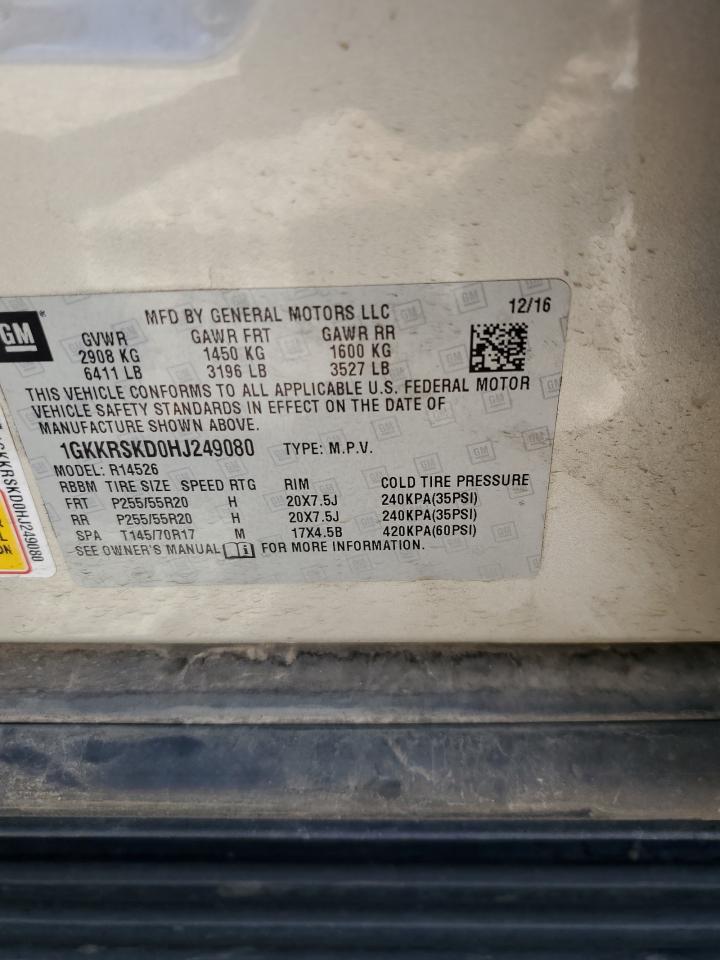 GM
MFD BY GENERAL MOTORS LLC 12/16
GVWR GAWR FRT GAWR RR
2908 KG 1450 KG 1600 KG
6411 LB 3196 LB 3527 LB
THIS VEHICLE CONFORMS TO ALL APPLICABLE U.S. FEDERAL MOTOR
VEHICLE SAFETY STANDARDS IN EFFECT ON THE DATE OF
MANUFACTURE SHOWN ABOVE.
1GKKRSKD0HJ249080 TYPE: M.P.V.
MODEL: R14526
RBBM TIRE SIZE SPEED RTG RIM COLD TIRE PRESSURE
FRT P255/55R20 H 20X7.5J 240KPA(35PSI)
RR P255/55R20 H 20X7.5J 240KPA(35PSI)
SPA T145/70R17 M 17X4.5B 420KPA(60PSI)
SEE OWNER'S MANUAL FOR MORE INFORMATION.
1GKKRSKD0HJ249080